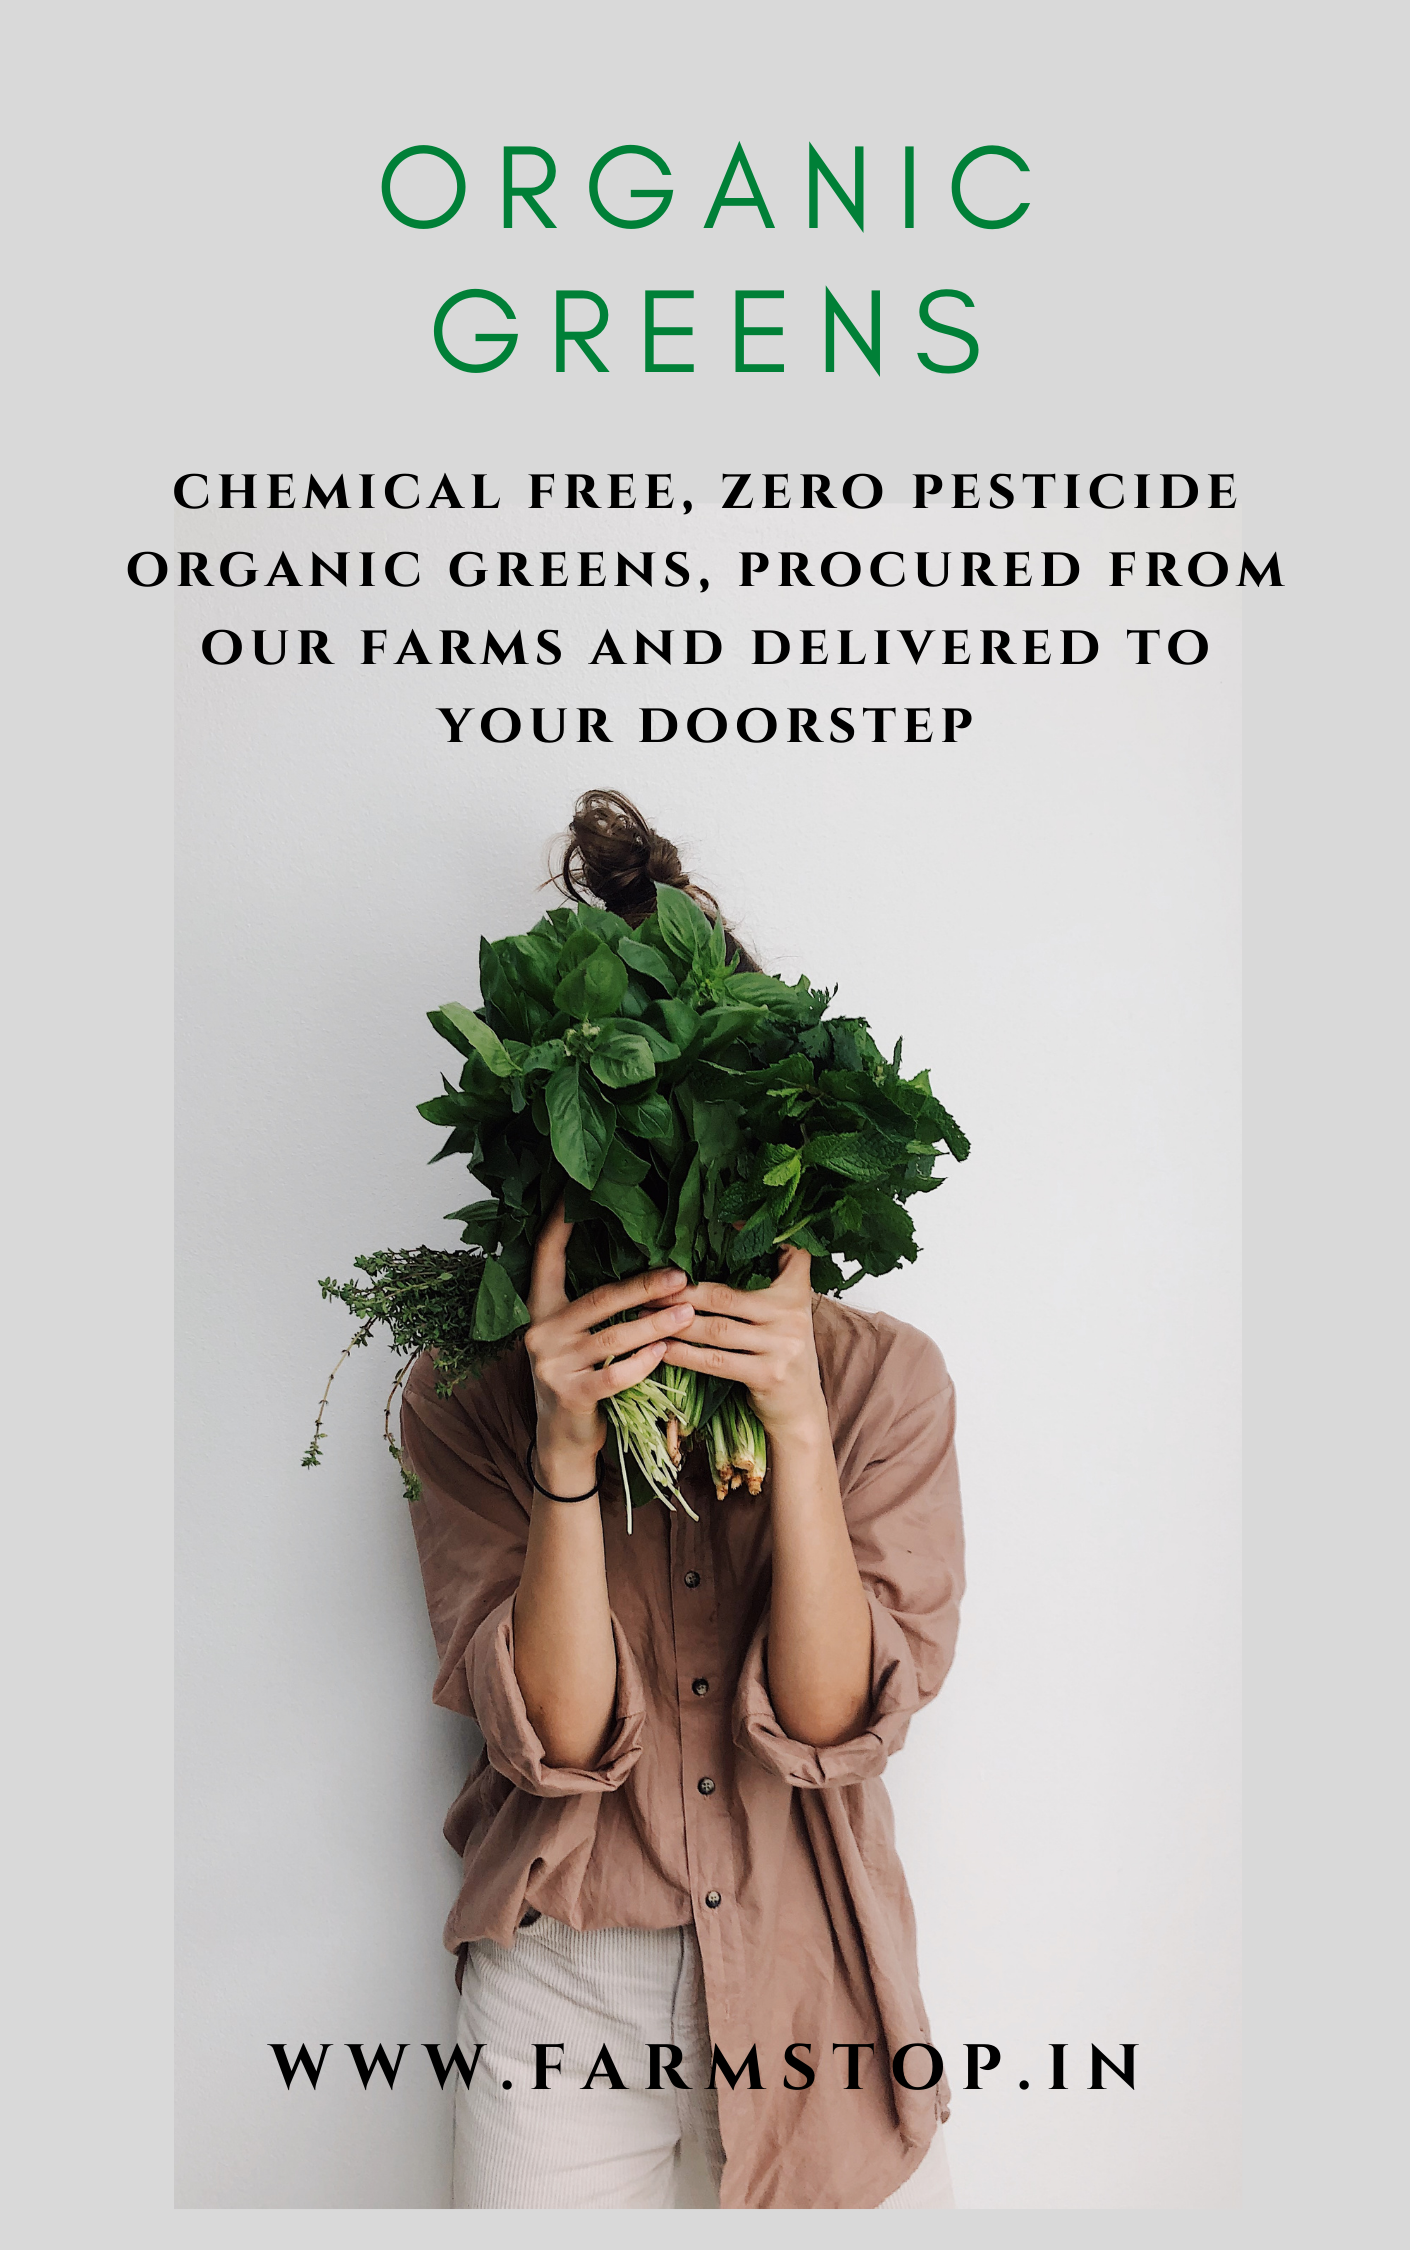 ORGANIC
GREENS
CHEMICAL FREE, ZERO PESTICIDE
ORGANIC GREENS, PROCURED FROM
OUR FARMS AND DELIVERED TO
YOUR DOORSTEP
WWW.FARMSTOP.IN